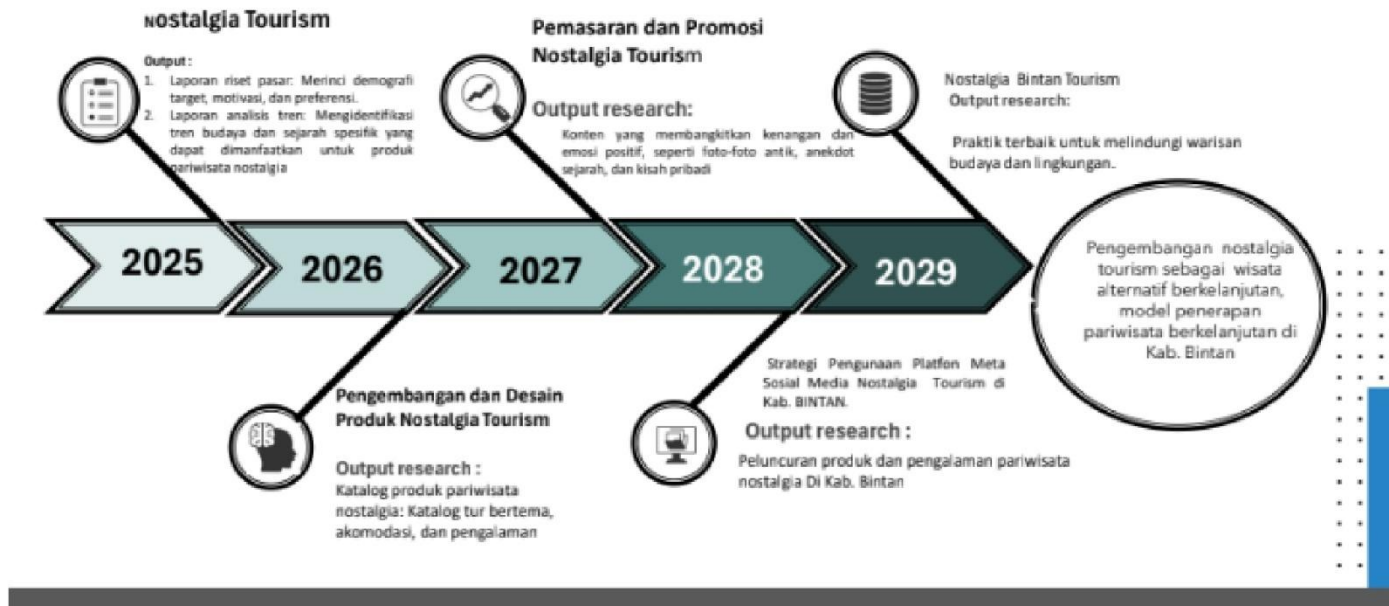 Nostalgia Tourism
Output :
1. Laporan riset pasar: Merinci demografi
target, motivasi, dan preferensi.
2. Laporan analisis tren: Mengidentifikasi
tren budaya dan sejarah spesifik yang
dapat dimanfaatkan untuk produk
pariwisata nostalgia
Pemasaran dan Promosi
Nostalgia Tourism
Output research:
Konten yang membangkitkan kenangan dan
emosi positif, seperti foto-foto antik, anekdot
sejarah, dan kisah pribadi
Nostalgia Bintan Tourism
Output research:
Praktik terbaik untuk melindungi warisan
budaya dan lingkungan.
2025
2026
2027
2028
2029
Pengembangan nostalgia
tourism sebagai wisata
alternatif berkelanjutan,
model penerapan
pariwisata berkelanjutan di
Kab. Bintan
Pengembangan dan Desain
Produk Nostalgia Tourism
Output research :
Katalog produk pariwisata
nostalgia: Katalog tur bertema,
akomodasi, dan pengalaman
Strategi Pengunaan Platfon Meta
Sosial Media Nostalgia Tourism di
Kab. BINTAN.
Output research :
Peluncuran produk dan pengalaman pariwisata
nostalgia Di Kab. Bintan